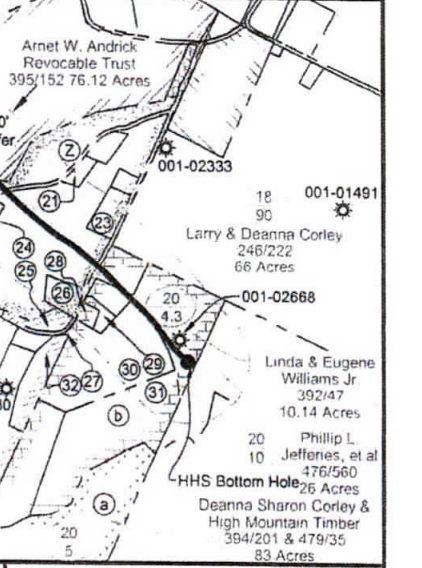 Arnet W. Andrick
Revocable Trust
395/152 76.12 Acres
0'
fer
Z
001-02333
21
18
90
001-01491
23
Larry & Deanna Corley
246/222
66 Acres
24
25
28
26
20
4.3
001-02668
Linda & Eugene
Williams Jr
392/47
10.14 Acres
32
27
30
29
31
b
20
10
Phillip L.
Jefferies, et al
476/560
26 Acres
HHS Bottom Hole
Deanna Sharon Corley &
High Mountain Timber
394/201 & 479/35
83 Acres
a
20
5